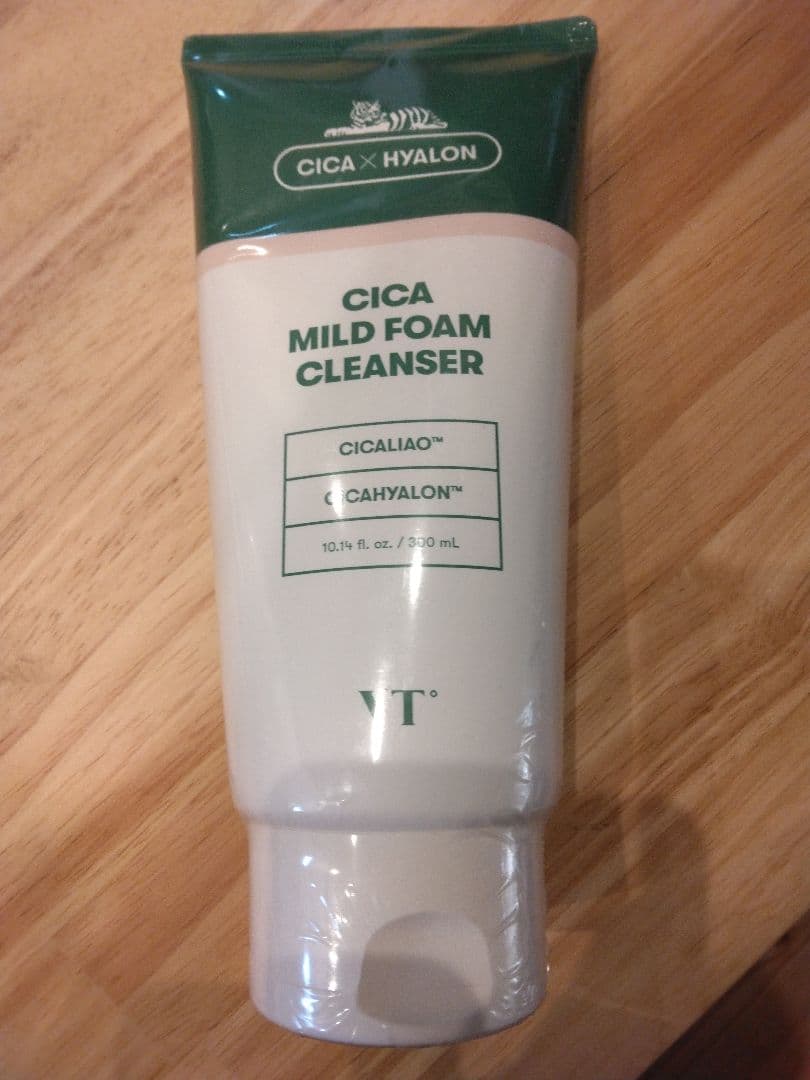 CICA × HYALON
CICA
MILD FOAM
CLEANSER
CICALIAO™
CICAHYALON™
10.14 fl. oz. / 300 mL
VT°